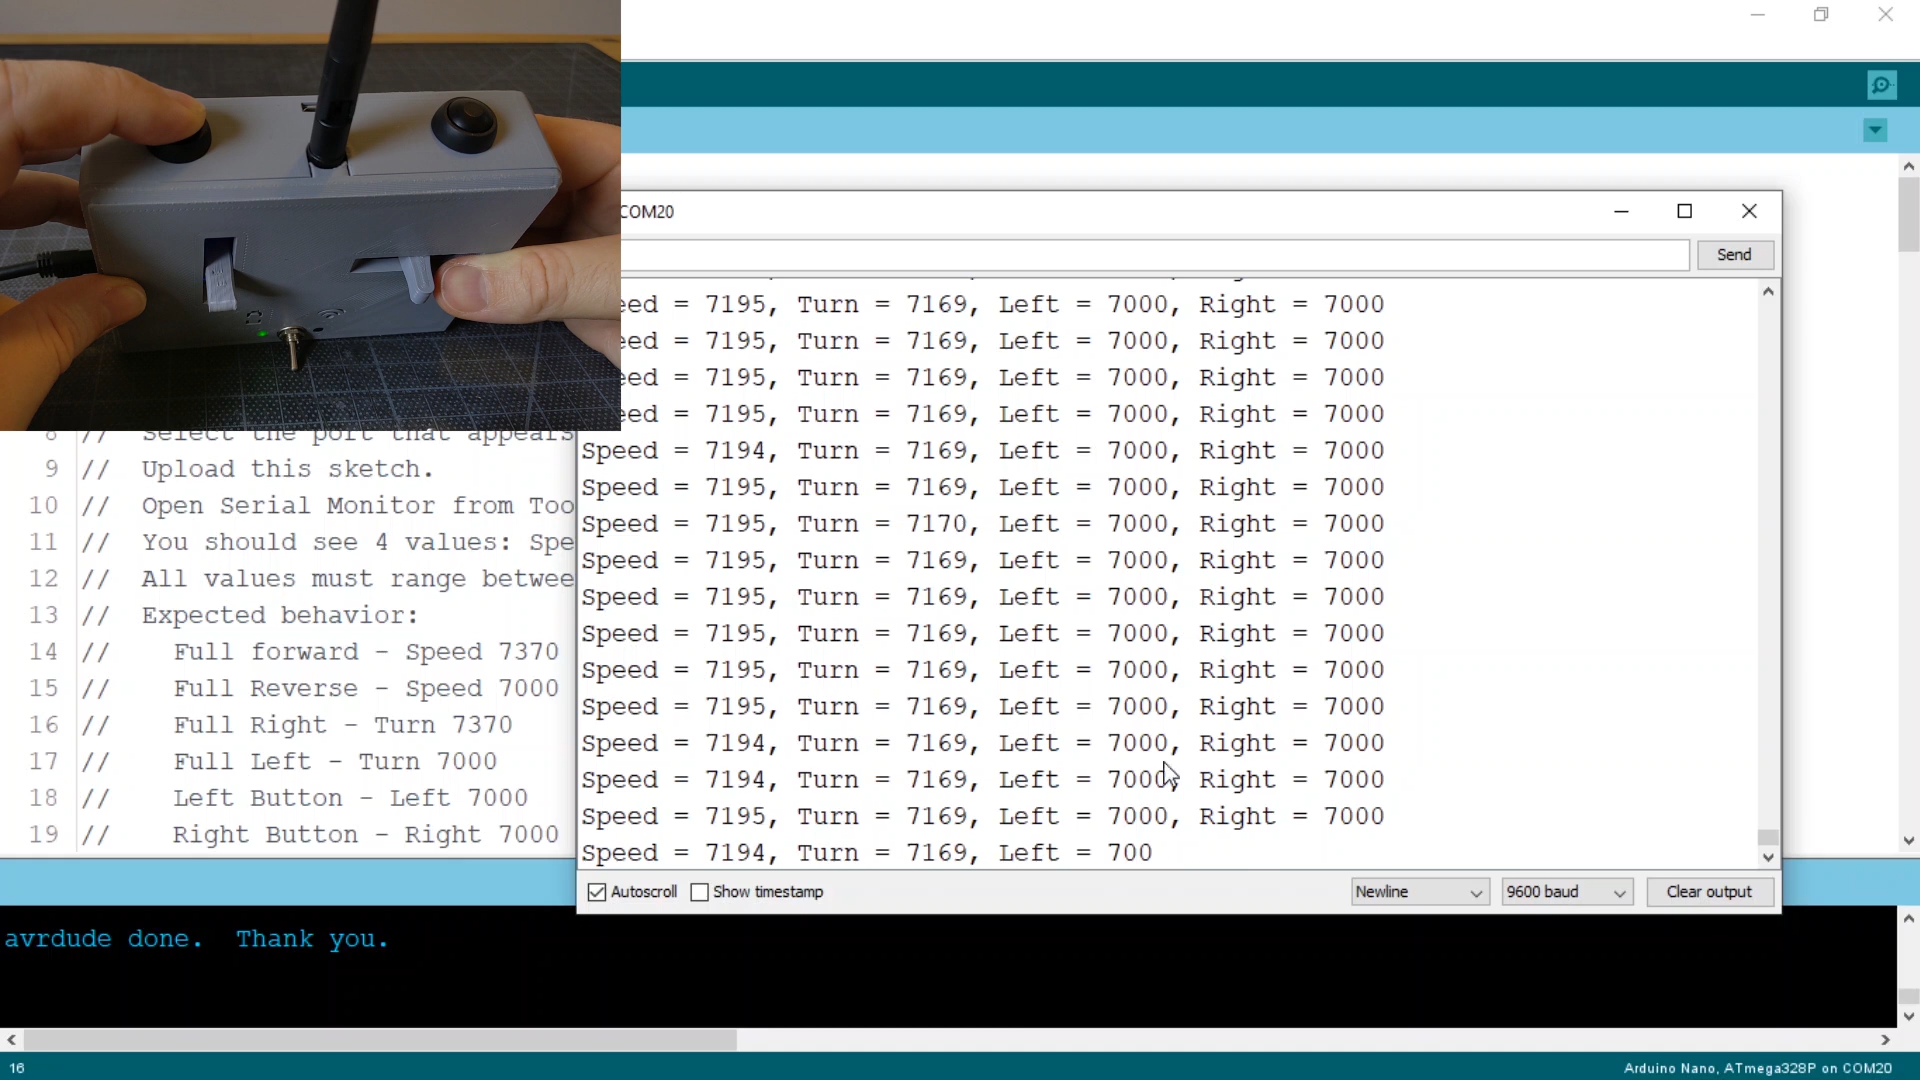 COM20
Send
eed = 7195, Turn = 7169, Left = 7000, Right = 7000
eed = 7195, Turn = 7169, Left = 7000, Right = 7000
eed = 7195, Turn = 7169, Left = 7000, Right = 7000
eed = 7195, Turn = 7169, Left = 7000, Right = 7000
Speed = 7194, Turn = 7169, Left = 7000, Right = 7000
Speed = 7195, Turn = 7169, Left = 7000, Right = 7000
Speed = 7195, Turn = 7170, Left = 7000, Right = 7000
Speed = 7195, Turn = 7169, Left = 7000, Right = 7000
Speed = 7195, Turn = 7169, Left = 7000, Right = 7000
Speed = 7195, Turn = 7169, Left = 7000, Right = 7000
Speed = 7195, Turn = 7169, Left = 7000, Right = 7000
Speed = 7195, Turn = 7169, Left = 7000, Right = 7000
Speed = 7194, Turn = 7169, Left = 7000, Right = 7000
Speed = 7194, Turn = 7169, Left = 7000, Right = 7000
Speed = 7195, Turn = 7169, Left = 7000, Right = 7000
Speed = 7194, Turn = 7169, Left = 700
Autoscroll Show timestamp Newline 9600 baud Clear output
8 // Select the port that appears
9 // Upload this sketch.
10 // Open Serial Monitor from Too
11 // You should see 4 values: Spe
12 // All values must range betwee
13 // Expected behavior:
14 // Full forward - Speed 7370
15 // Full Reverse - Speed 7000
16 // Full Right - Turn 7370
17 // Full Left - Turn 7000
18 // Left Button - Left 7000
19 // Right Button - Right 7000
avrdude done. Thank you.
16 Arduino Nano, ATmega328P on COM20